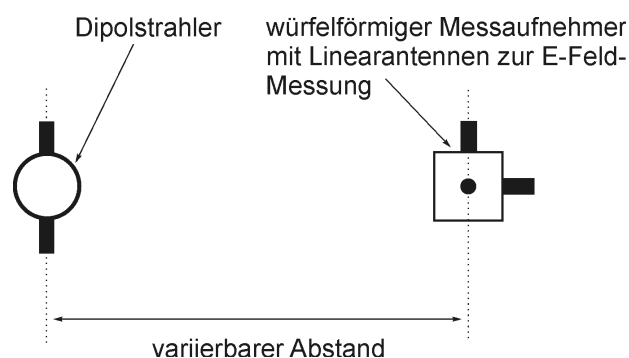 Dipolstrahler
würfelförmiger Messaufnehmer
mit Linearantennen zur E-Feld-
Messung
variierbarer Abstand